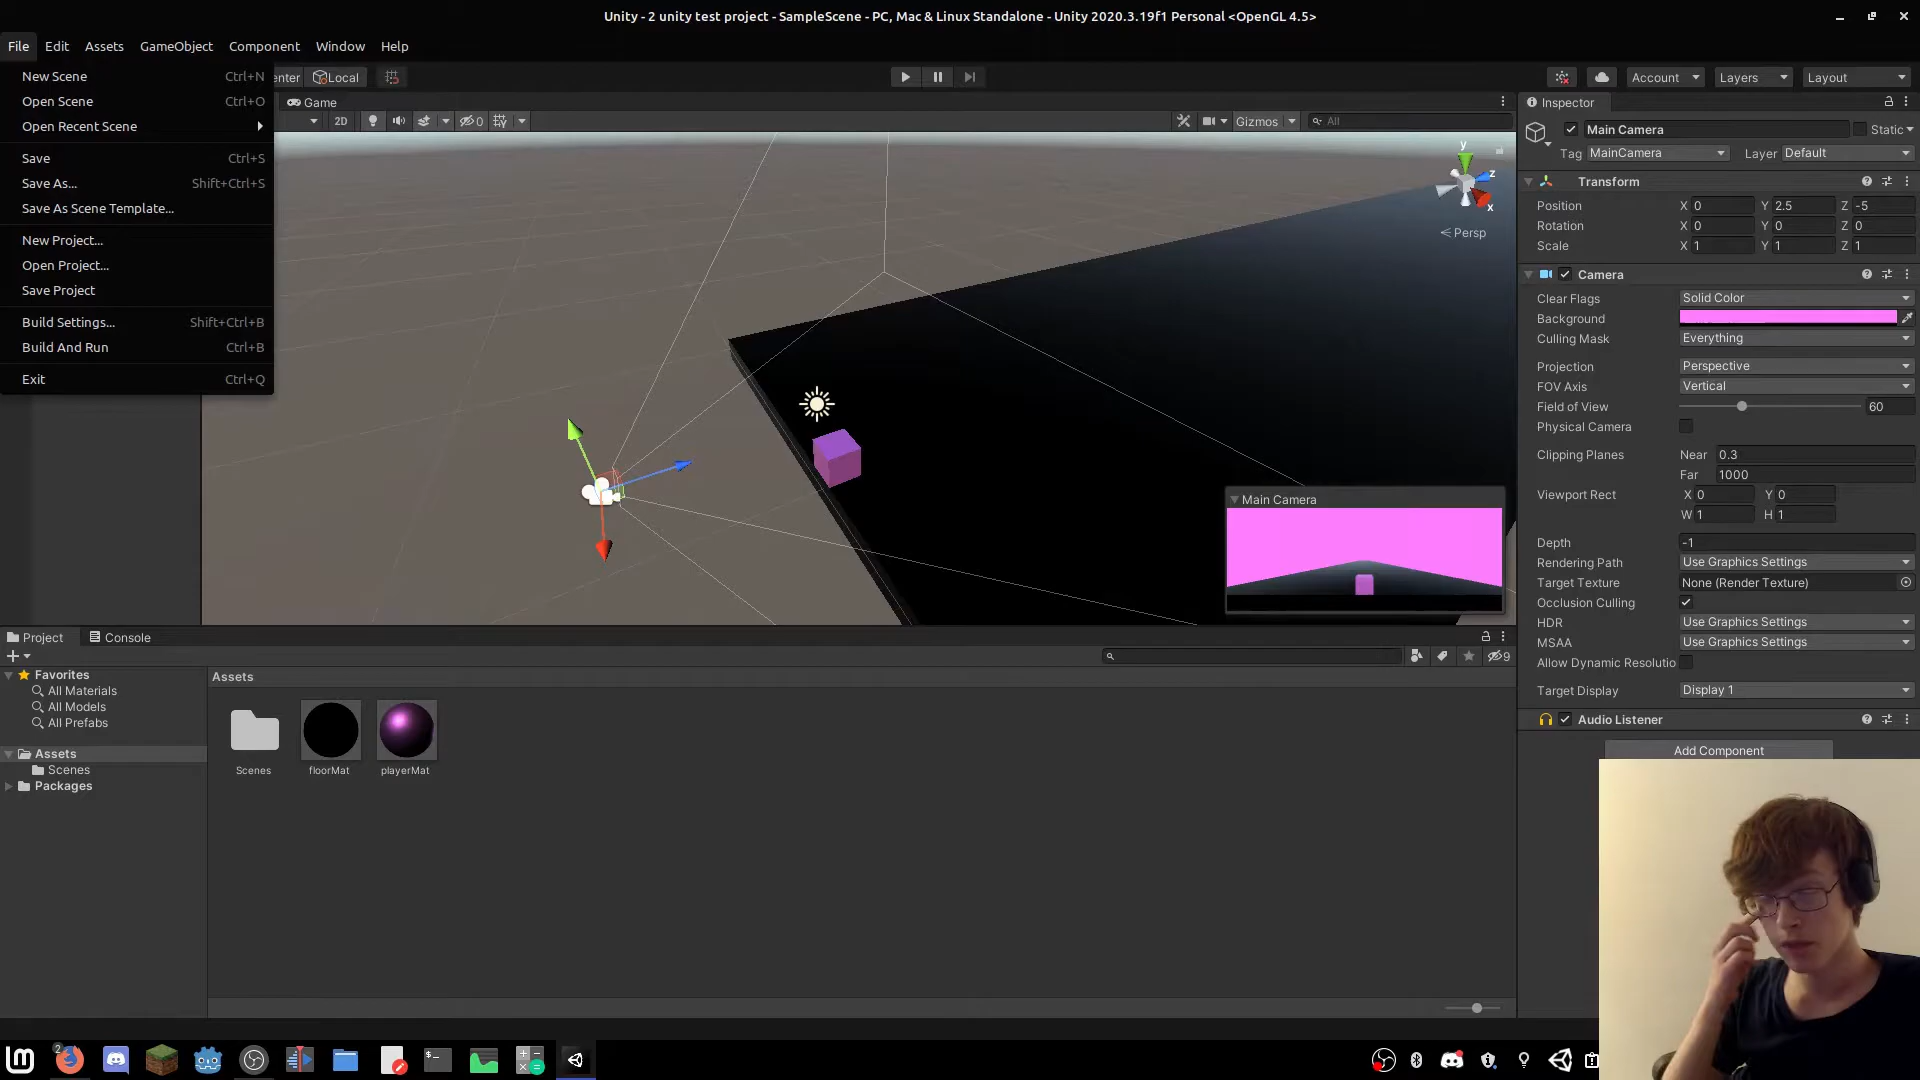 Unity - 2 unity test project - SampleScene - PC, Mac & Linux Standalone - Unity 2020.3.19f1 Personal <OpenGL 4.5>
File Edit Assets GameObject Component Window Help
New Scene Ctrl+N
Open Scene Ctrl+O
Open Recent Scene
Save Ctrl+S
Save As... Shift+Ctrl+S
Save As Scene Template...
New Project...
Open Project...
Save Project
Build Settings... Shift+Ctrl+B
Build And Run Ctrl+B
Exit Ctrl+Q
enter Local
Account Layers Layout
Game
2D 0 Gizmos All
y
z
x
Persp
Main Camera
Inspector
Main Camera Static
Tag MainCamera Layer Default
Transform
Position X 0 Y 2.5 Z -5
Rotation X 0 Y 0 Z 0
Scale X 1 Y 1 Z 1
Camera
Clear Flags Solid Color
Background
Culling Mask Everything
Projection Perspective
FOV Axis Vertical
Field of View 60
Physical Camera
Clipping Planes Near 0.3
Far 1000
Viewport Rect X 0 Y 0
W 1 H 1
Depth -1
Rendering Path Use Graphics Settings
Target Texture None (Render Texture)
Occlusion Culling
HDR Use Graphics Settings
MSAA Use Graphics Settings
Allow Dynamic Resolutio
Target Display Display 1
Audio Listener
Add Component
Project Console
9
Favorites
All Materials
All Models
All Prefabs
Assets
Scenes
Packages
Assets
Scenes floorMat playerMat
2